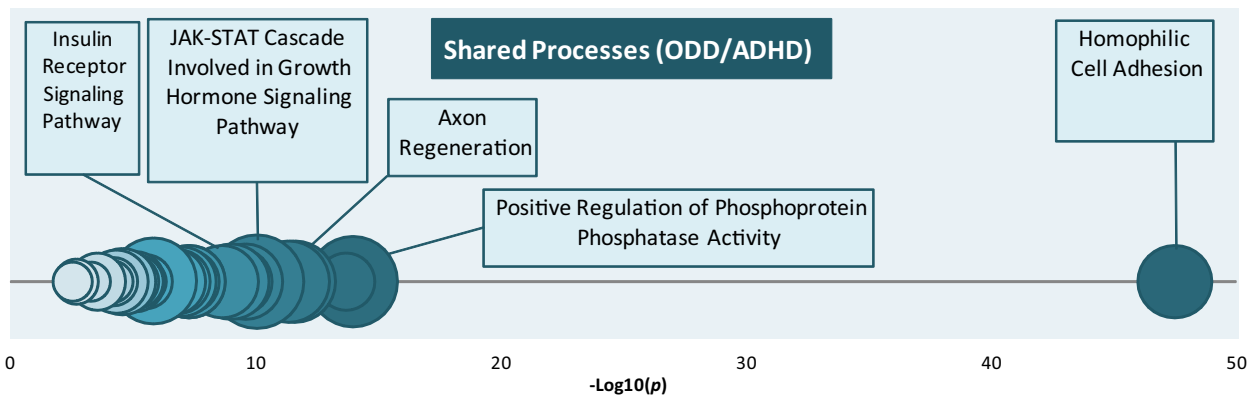 Insulin
Receptor
Signaling
Pathway
JAK-STAT Cascade
Involved in Growth
Hormone Signaling
Pathway
Shared Processes (ODD/ADHD)
Axon
Regeneration
Positive Regulation of Phosphoprotein
Phosphatase Activity
Homophilic
Cell Adhesion
0 10 20 30 40 50
-Log10(p)